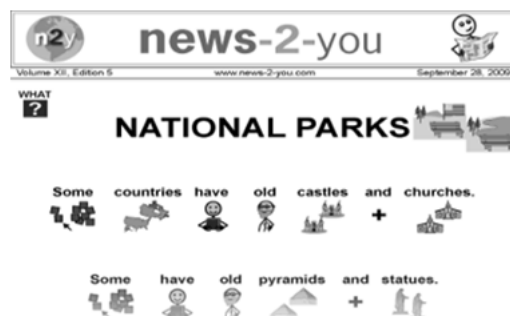 n2y news-2-you
Volume XII, Edition 5 www.news-2-you.com September 28, 2009
WHAT
?
NATIONAL PARKS
Some countries have old castles and churches.
+
Some have old pyramids and statues.
+